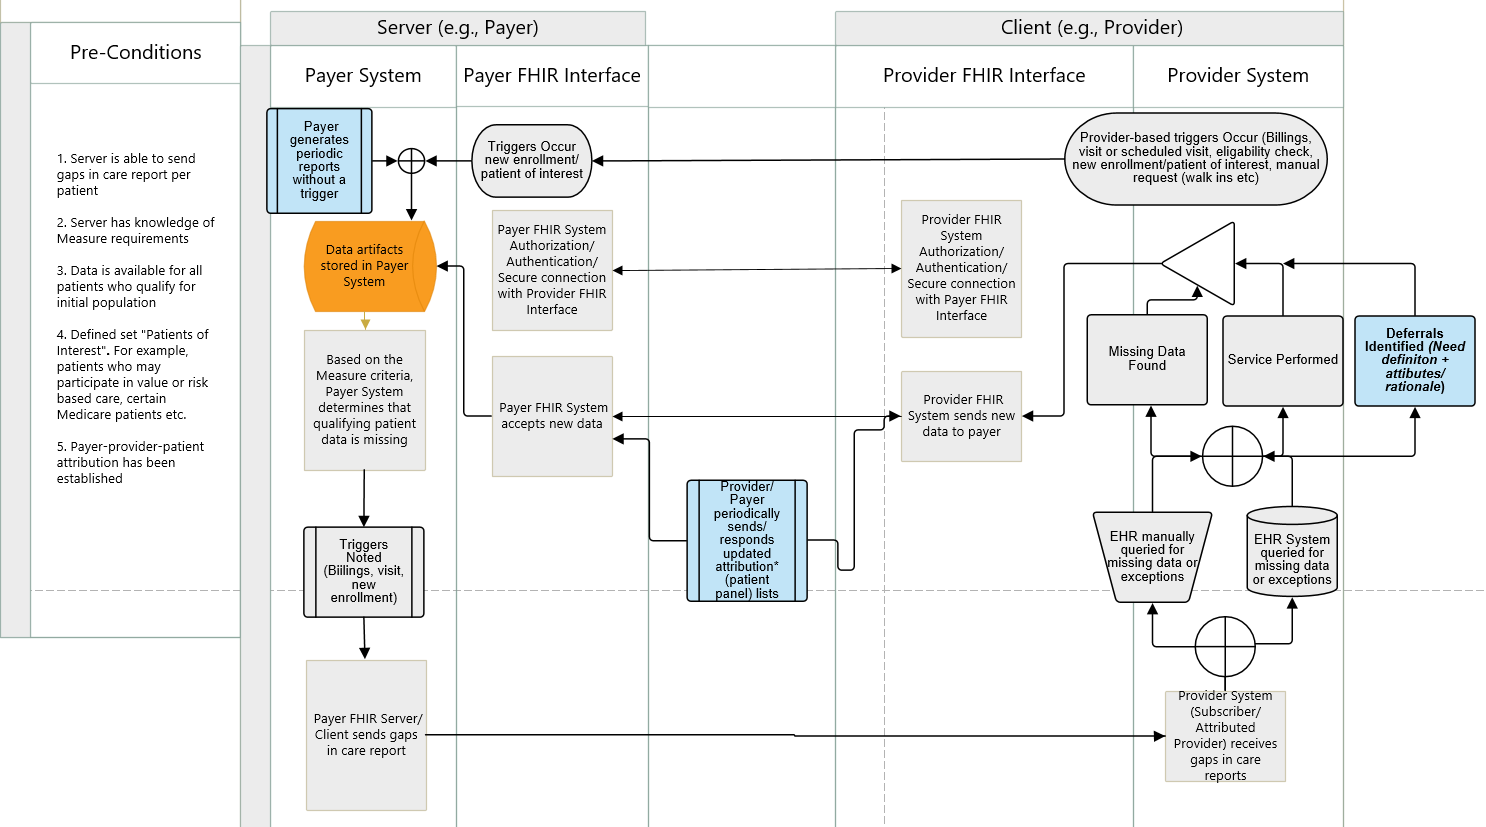 Server (e.g., Payer)
Client (e.g., Provider)
Pre-Conditions
Payer System
Payer FHIR Interface
Provider FHIR Interface
Provider System
1. Server is able to send
gaps in care report per
patient
2. Server has knowledge of
Measure requirements
3. Data is available for all
patients who qualify for
initial population
4. Defined set "Patients of
Interest". For example,
patients who may
participate in value or risk
based care, certain
Medicare patients etc.
5. Payer-provider-patient
attribution has been
established
Payer
generates
periodic
reports
without a
trigger
Triggers Occur
new enrollment/
patient of interest
Provider-based triggers Occur (Billings,
visit or scheduled visit, eligability check,
new enrollment/patient of interest, manual
request (walk ins etc)
Data artifacts
stored in Payer
System
Payer FHIR System
Authorization/
Authentication/
Secure connection
with Provider FHIR
Interface
Provider FHIR
System
Authorization/
Authentication/
Secure connection
with Payer FHIR
Interface
Based on the
Measure criteria,
Payer System
determines that
qualifying patient
data is missing
Payer FHIR System
accepts new data
Provider FHIR
System sends new
data to payer
Missing Data
Found
Service Performed
Deferrals
Identified (Need
definiton +
attibutes/
rationale)
Provider/
Payer
periodically
sends/
responds
updated
attribution*
(patient
panel) lists
Triggers
Noted
(Biilings, visit,
new
enrollment)
EHR manually
queried for
missing data or
exceptions
EHR System
queried for
missing data
or exceptions
Payer FHIR Server/
Client sends gaps
in care report
Provider System
(Subscriber/
Attributed
Provider) receives
gaps in care
reports